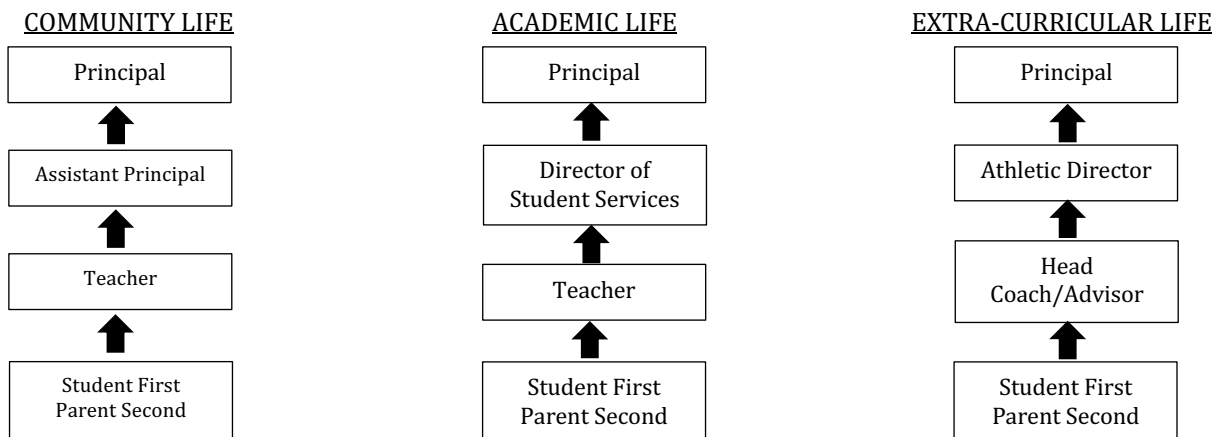 COMMUNITY LIFE
Principal
Assistant Principal
Teacher
Student First
Parent Second
ACADEMIC LIFE
Principal
Director of
Student Services
Teacher
Student First
Parent Second
EXTRA-CURRICULAR LIFE
Principal
Athletic Director
Head
Coach/Advisor
Student First
Parent Second